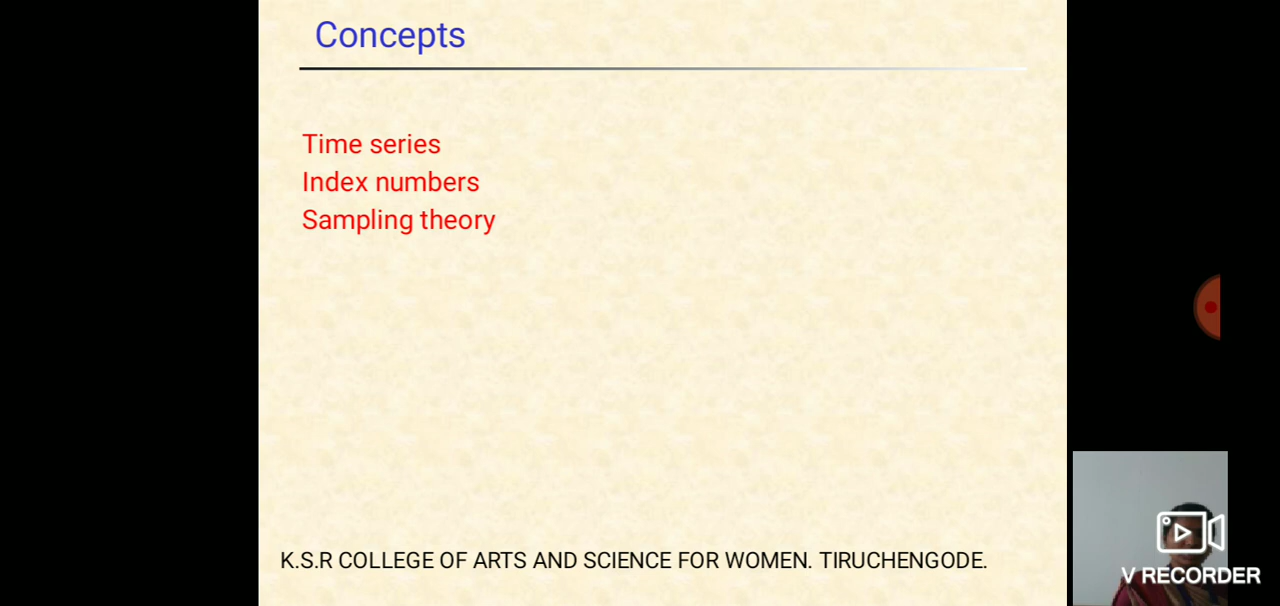 Concepts
Time series
Index numbers
Sampling theory
K.S.R COLLEGE OF ARTS AND SCIENCE FOR WOMEN. TIRUCHENGODE.
V RECORDER